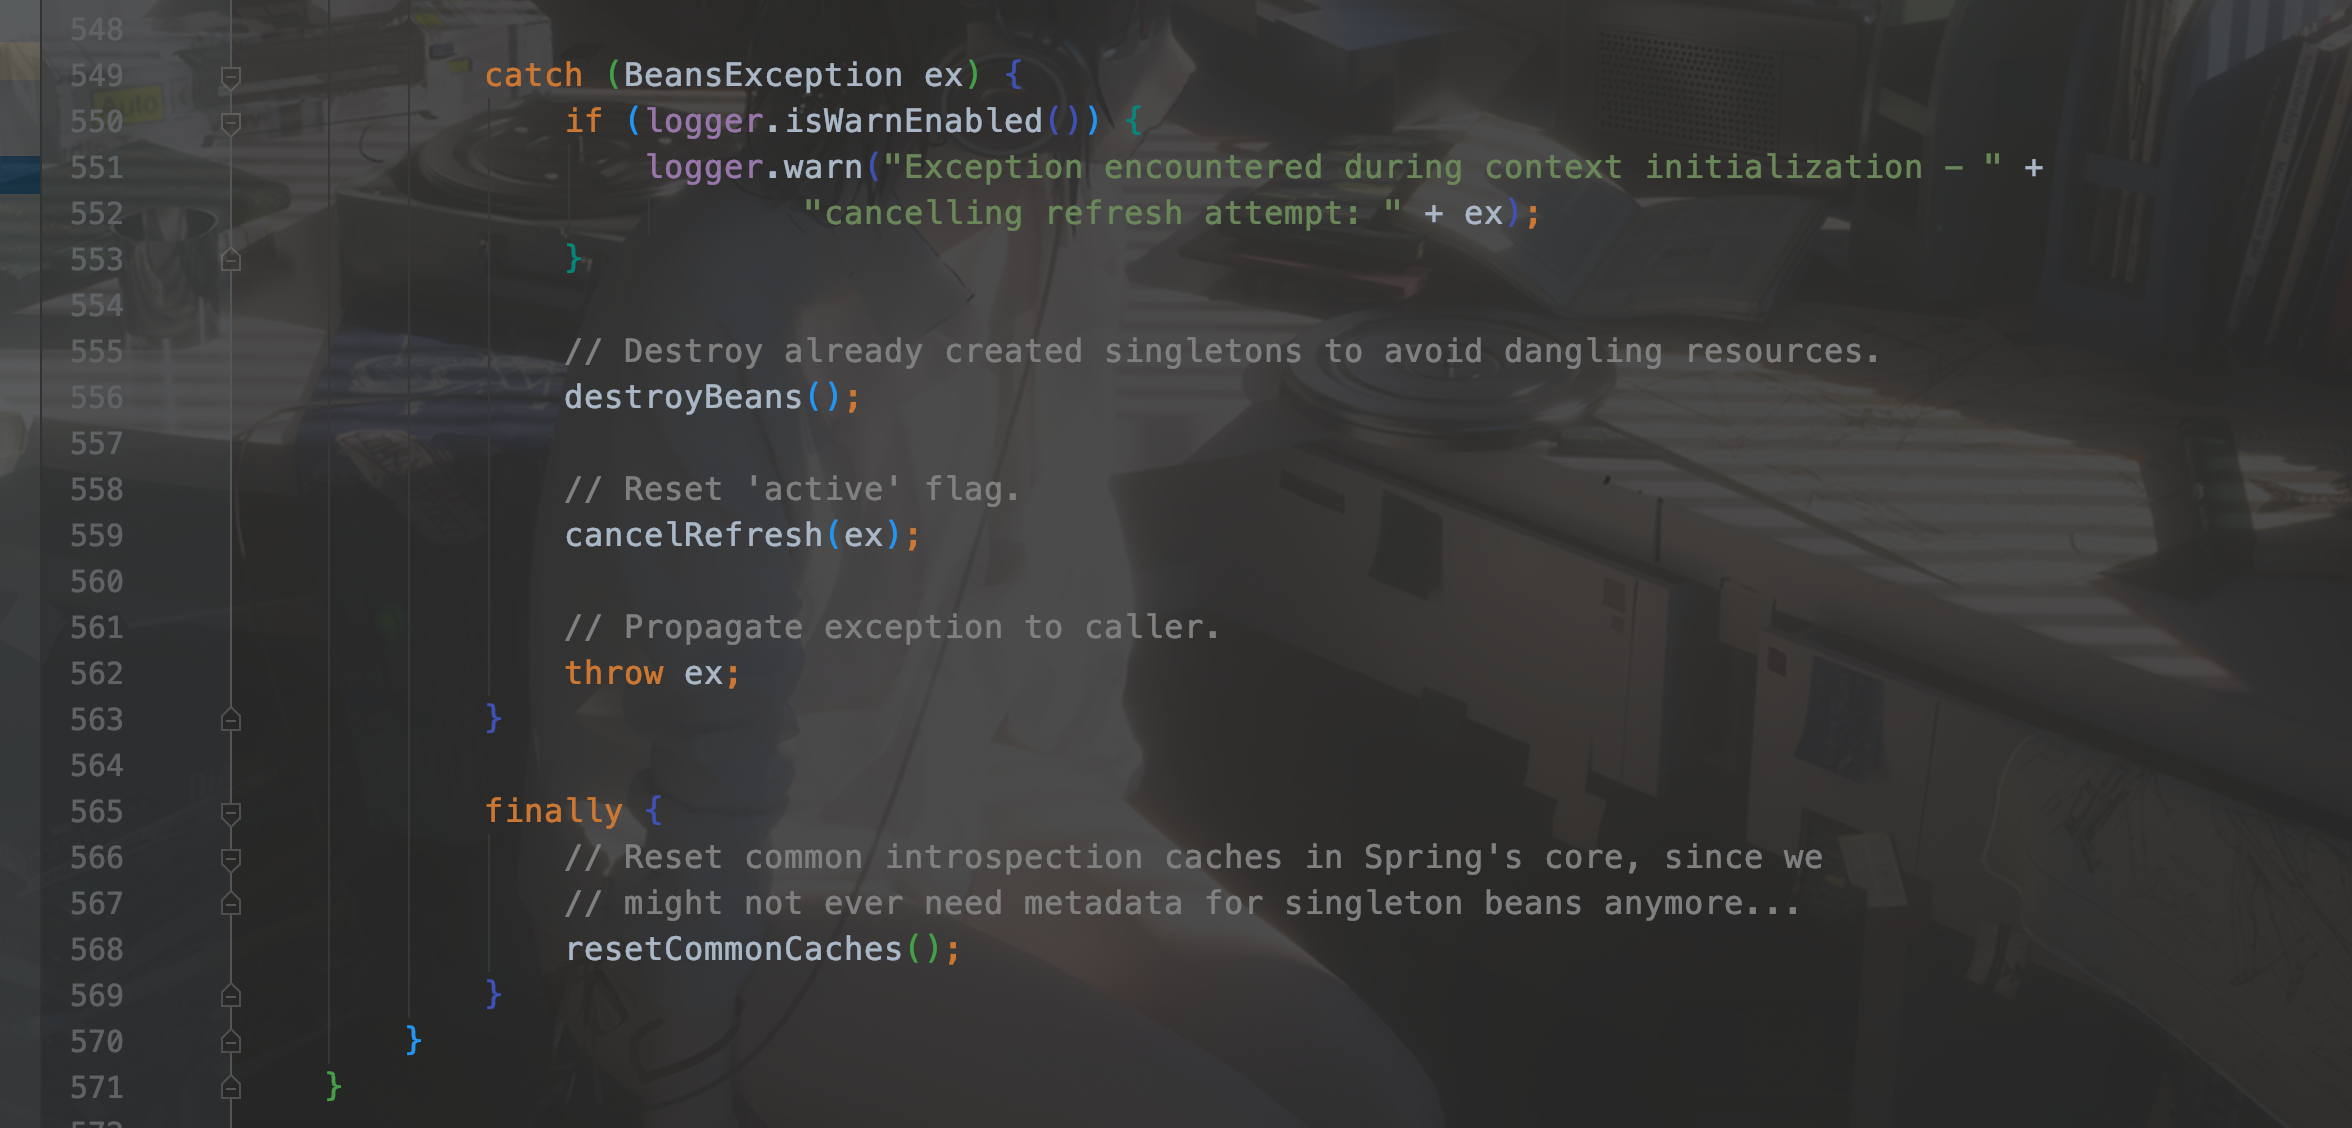 548
549 catch (BeansException ex) {
550 if (logger.isWarnEnabled()) {
551 logger.warn("Exception encountered during context initialization - " +
552 "cancelling refresh attempt: " + ex);
553 }
554
555 // Destroy already created singletons to avoid dangling resources.
556 destroyBeans();
557
558 // Reset 'active' flag.
559 cancelRefresh(ex);
560
561 // Propagate exception to caller.
562 throw ex;
563 }
564
565 finally {
566 // Reset common introspection caches in Spring's core, since we
567 // might not ever need metadata for singleton beans anymore...
568 resetCommonCaches();
569 }
570 }
571 }